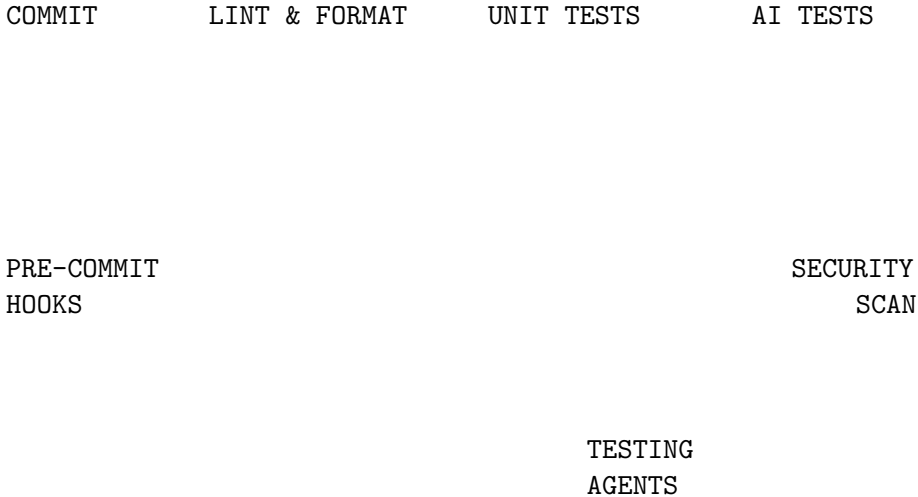 COMMIT LINT & FORMAT UNIT TESTS AI TESTS
PRE-COMMIT
HOOKS
SECURITY
SCAN
TESTING
AGENTS